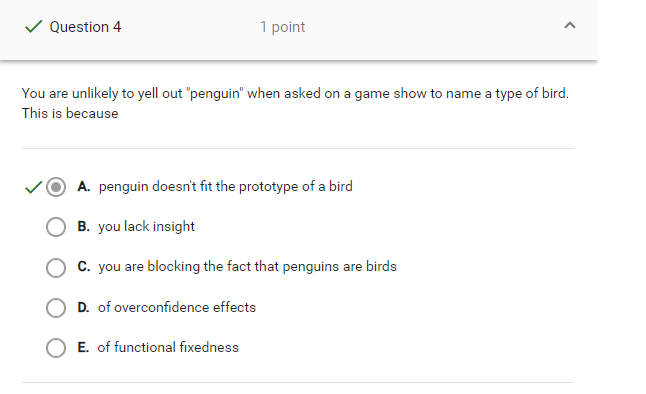 Question 4 1 point
You are unlikely to yell out "penguin" when asked on a game show to name a type of bird.
This is because
A. penguin doesn't fit the prototype of a bird
B. you lack insight
C. you are blocking the fact that penguins are birds
D. of overconfidence effects
E. of functional fixedness